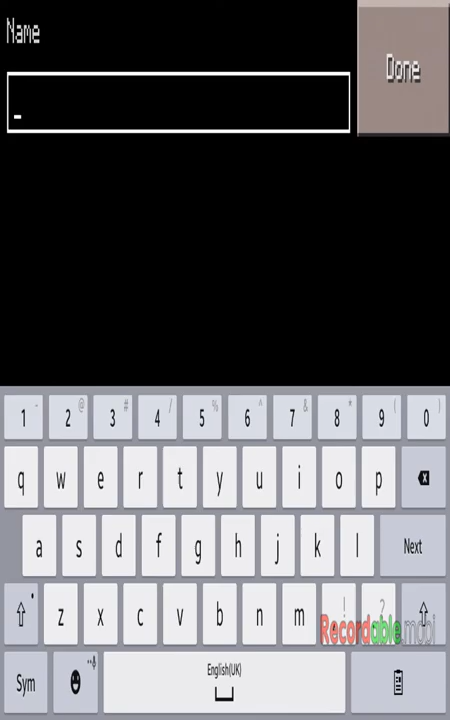 Name
Done
_
1 - 2 @ 3 # 4 / 5 % 6 ^ 7 & 8 * 9 ( 0 )
q w e r t y u i o p
a s d f g h j k l Next
z x c v b n m ! ?
Recordable.mobi
Sym English(UK)